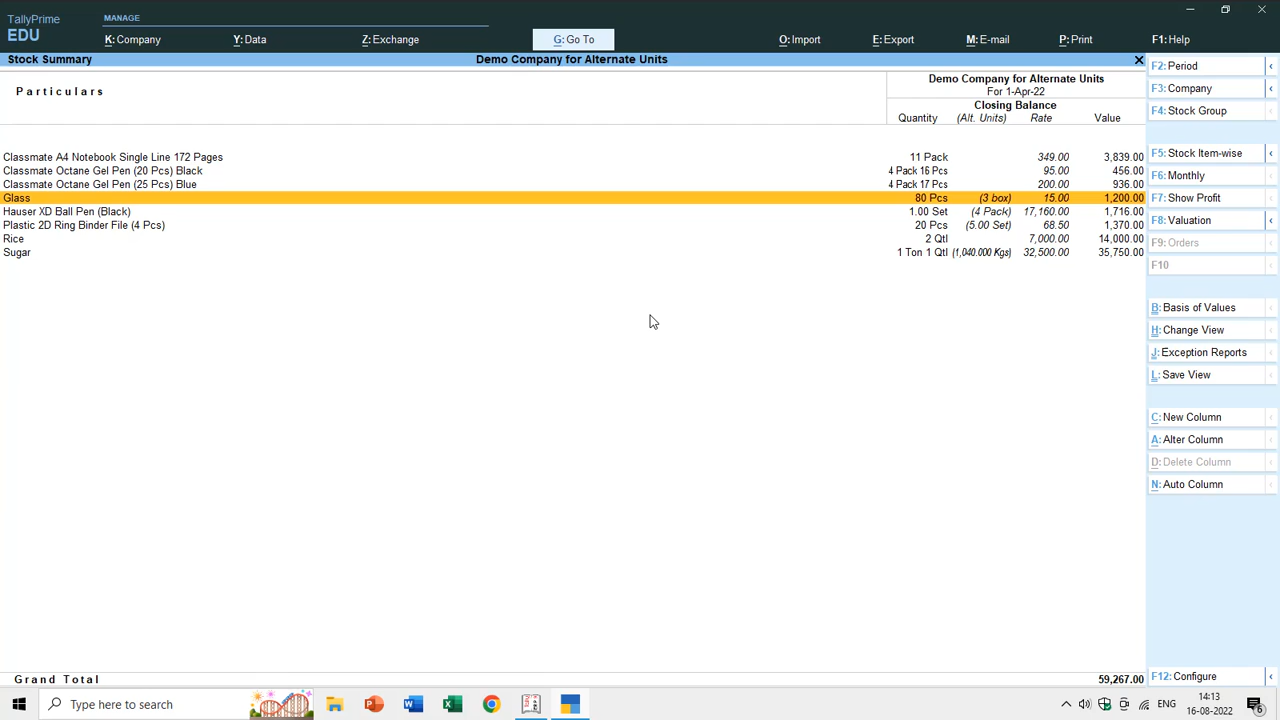 TallyPrime
EDU
MANAGE
K: Company
Y: Data
Z: Exchange
G: Go To
O: Import
E: Export
M: E-mail
P: Print
F1: Help
Stock Summary
Demo Company for Alternate Units
Particulars
Demo Company for Alternate Units
For 1-Apr-22
Closing Balance
Quantity (Alt. Units) Rate Value
Classmate A4 Notebook Single Line 172 Pages 11 Pack 349.00 3,839.00
Classmate Octane Gel Pen (20 Pcs) Black 4 Pack 16 Pcs 95.00 456.00
Classmate Octane Gel Pen (25 Pcs) Blue 4 Pack 17 Pcs 200.00 936.00
Glass 80 Pcs (3 box) 15.00 1,200.00
Hauser XD Ball Pen (Black) 1.00 Set (4 Pack) 17,160.00 1,716.00
Plastic 2D Ring Binder File (4 Pcs) 20 Pcs (5.00 Set) 68.50 1,370.00
Rice 2 Qtl 7,000.00 14,000.00
Sugar 1 Ton 1 Qtl (1,040.000 Kgs) 32,500.00 35,750.00
Grand Total 59,267.00
F2: Period
F3: Company
F4: Stock Group
F5: Stock Item-wise
F6: Monthly
F7: Show Profit
F8: Valuation
F9: Orders
F10
B: Basis of Values
H: Change View
J: Exception Reports
L: Save View
C: New Column
A: Alter Column
D: Delete Column
N: Auto Column
F12: Configure
Type here to search
ENG
14:13
16-08-2022
6